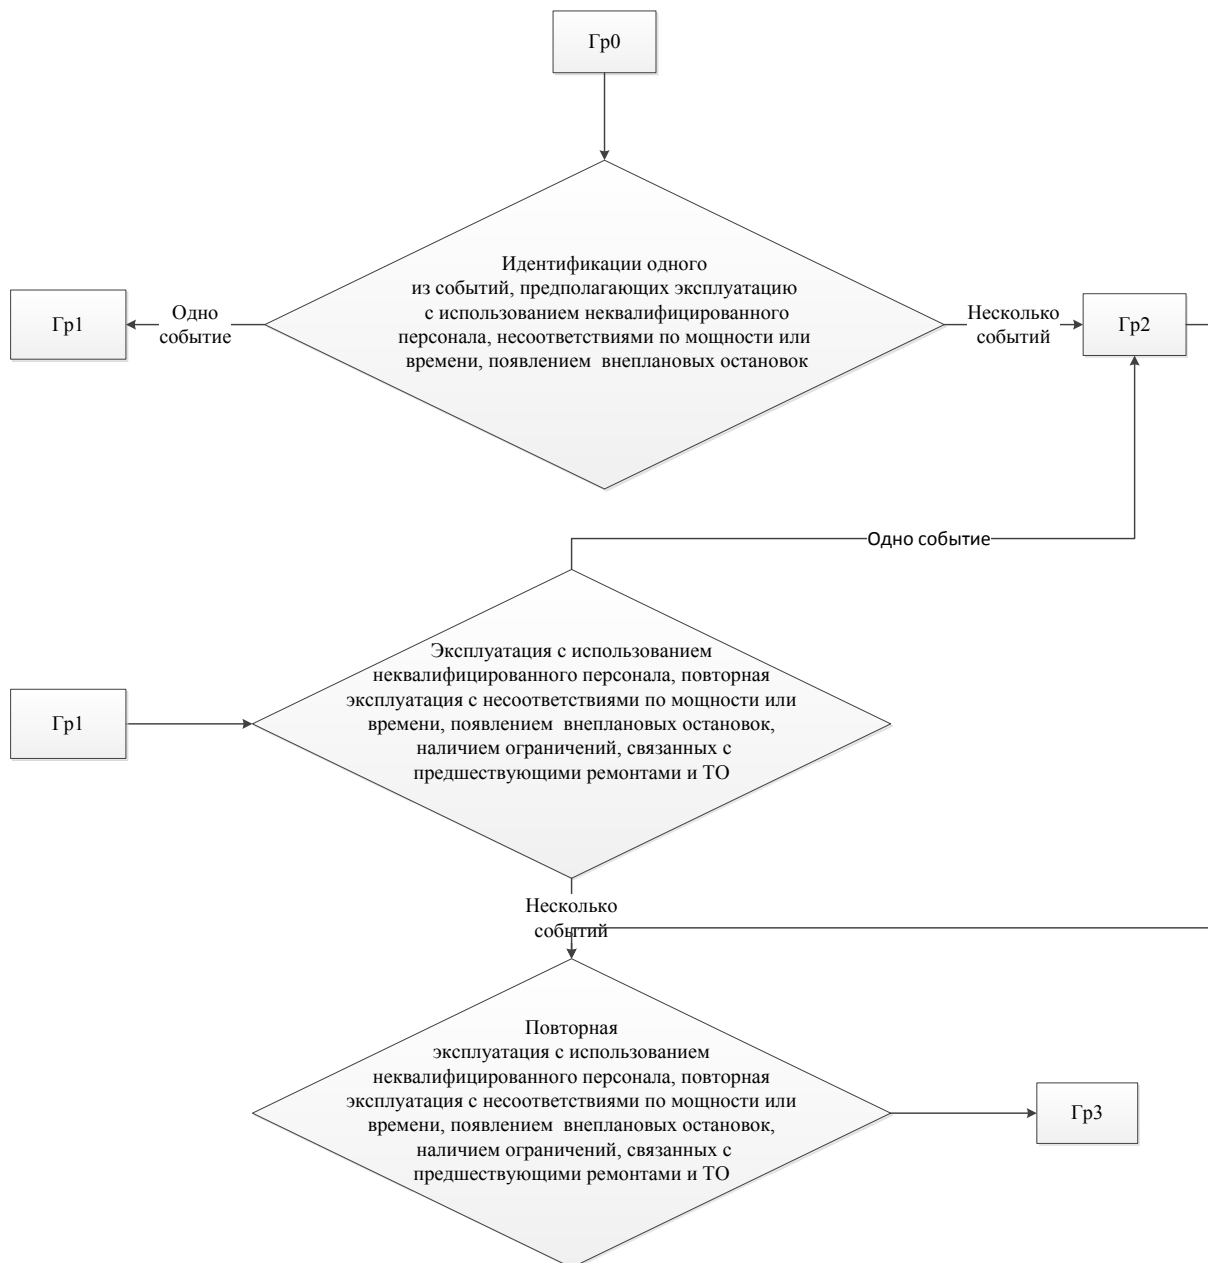 Гр0
Идентификации одного
из событий, предполагающих эксплуатацию
с использованием неквалифицированного
персонала, несоответствиями по мощности или
времени, появлением внеплановых остановок
Гр1
Одно
событие
Несколько
событий
Гр2
Одно событие
Эксплуатация с использованием
неквалифицированного персонала, повторная
эксплуатация с несоответствиями по мощности или
времени, появлением внеплановых остановок,
наличием ограничений, связанных с
предшествующими ремонтами и ТО
Гр1
Несколько
событий
Повторная
эксплуатация с использованием
неквалифицированного персонала, повторная
эксплуатация с несоответствиями по мощности или
времени, появлением внеплановых остановок,
наличием ограничений, связанных с
предшествующими ремонтами и ТО
Гр3